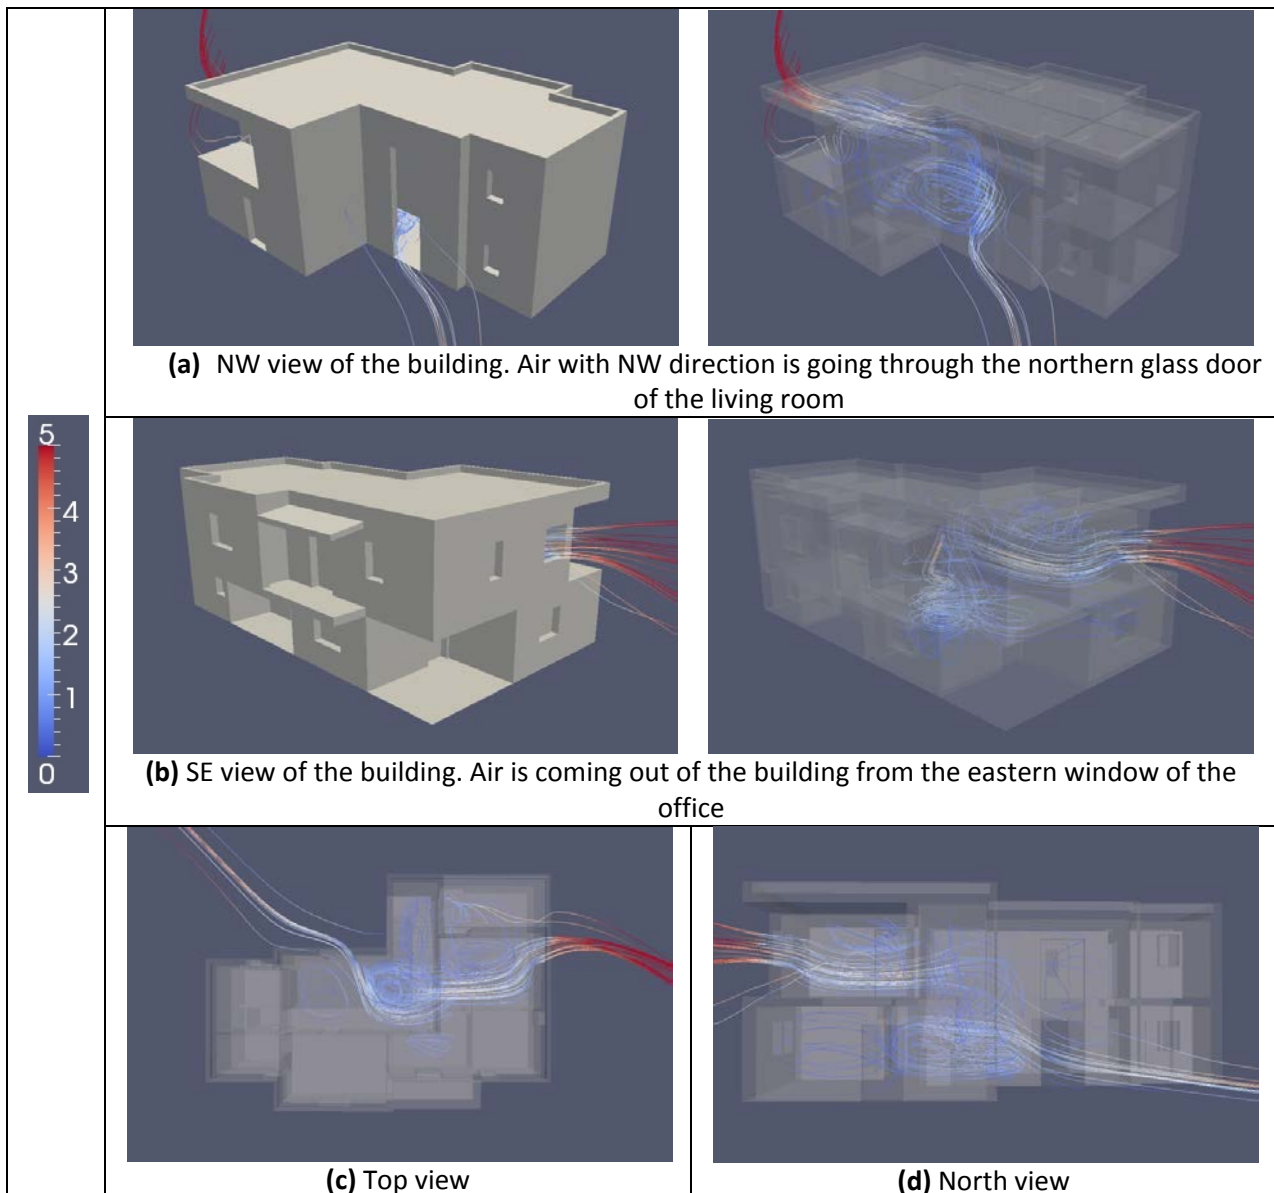 (a) NW view of the building. Air with NW direction is going through the northern glass door
of the living room
5
4
3
2
1
0
(b) SE view of the building. Air is coming out of the building from the eastern window of the
office
(c) Top view
(d) North view